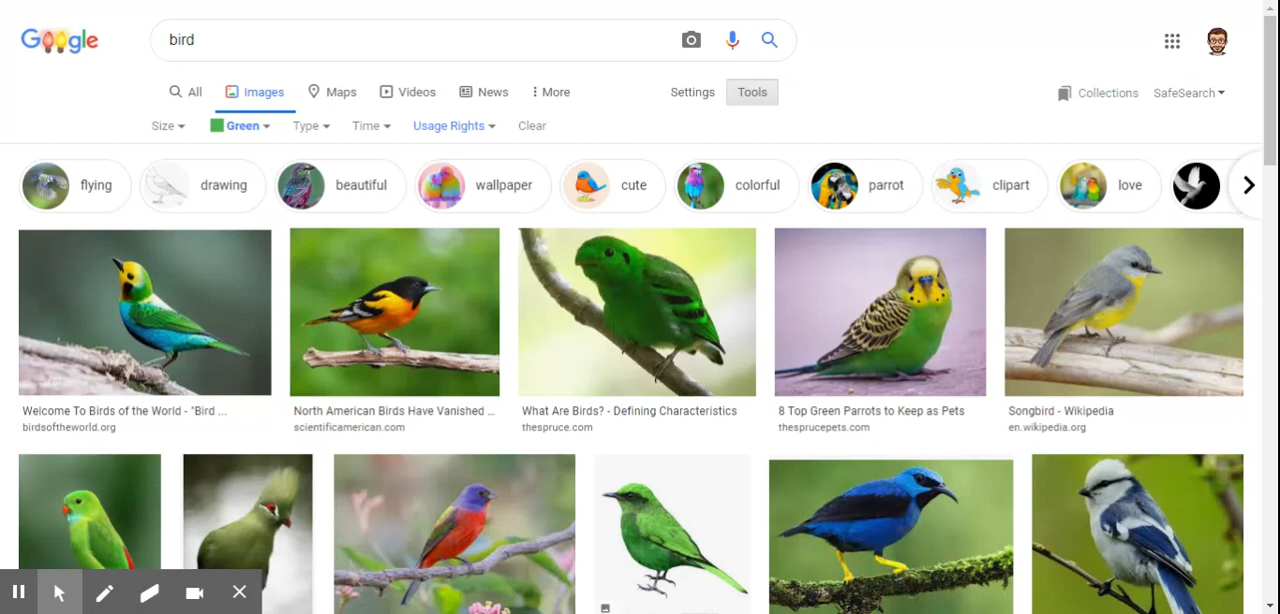 Google
bird
All Images Maps Videos News More Settings Tools Collections SafeSearch
Size Green Type Time Usage Rights Clear
flying drawing beautiful wallpaper cute colorful parrot clipart love
Welcome To Birds of the World - "Bird ...
birdsoftheworld.org
North American Birds Have Vanished ...
scientificamerican.com
What Are Birds? - Defining Characteristics
thespruce.com
8 Top Green Parrots to Keep as Pets
thesprucepets.com
Songbird - Wikipedia
en.wikipedia.org